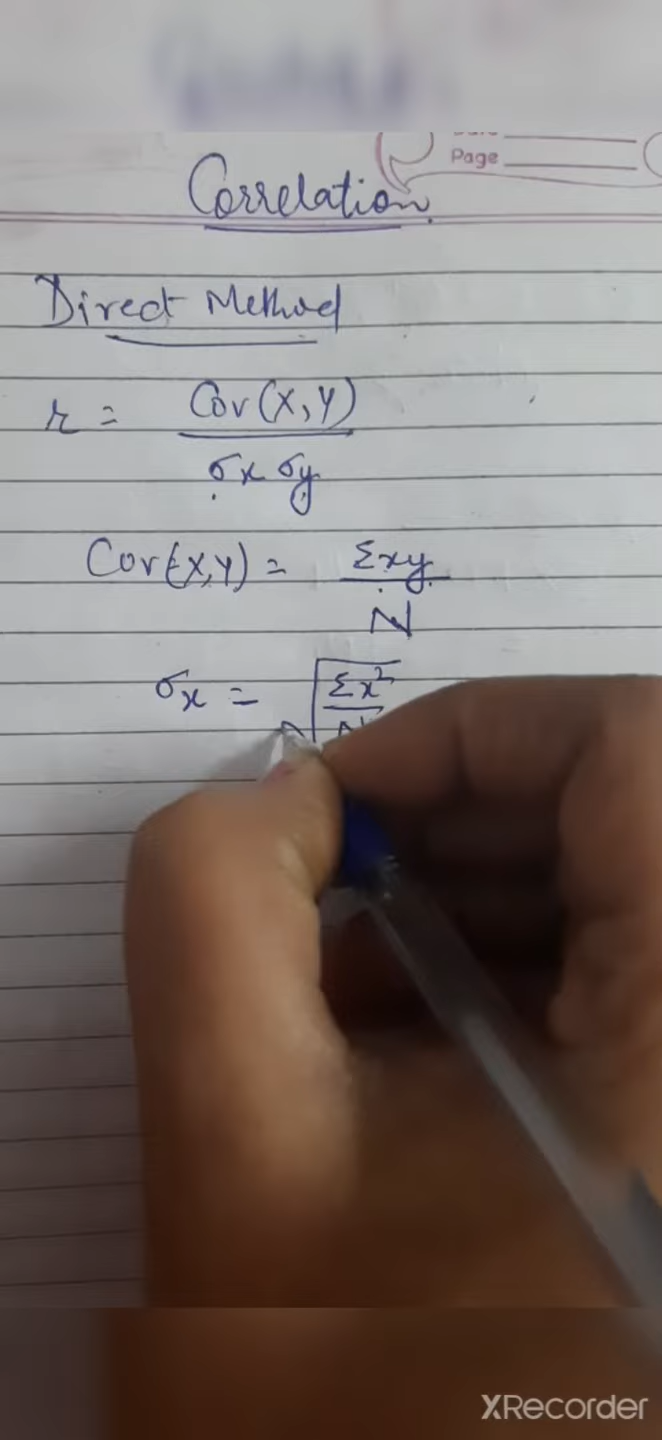 Page
Correlation
Direct Method
r = Cov(X,Y)
σx σy
Cov(X,Y) = Σxy
N
σx = √Σx²
N
XRecorder